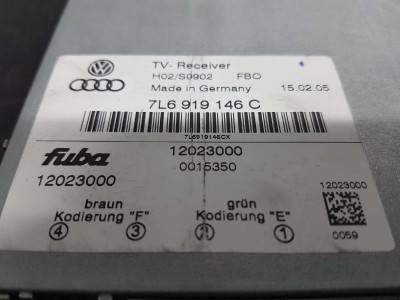 TV- Receiver
H02/S0902 FBO
Made in Germany 15.02.05
7L6 919 146 C
7L6919146CX
fuba 12023000
0015350
12023000
12023000
braun grün
Kodierung "F" Kodierung "E"
4 3 2 1
0059